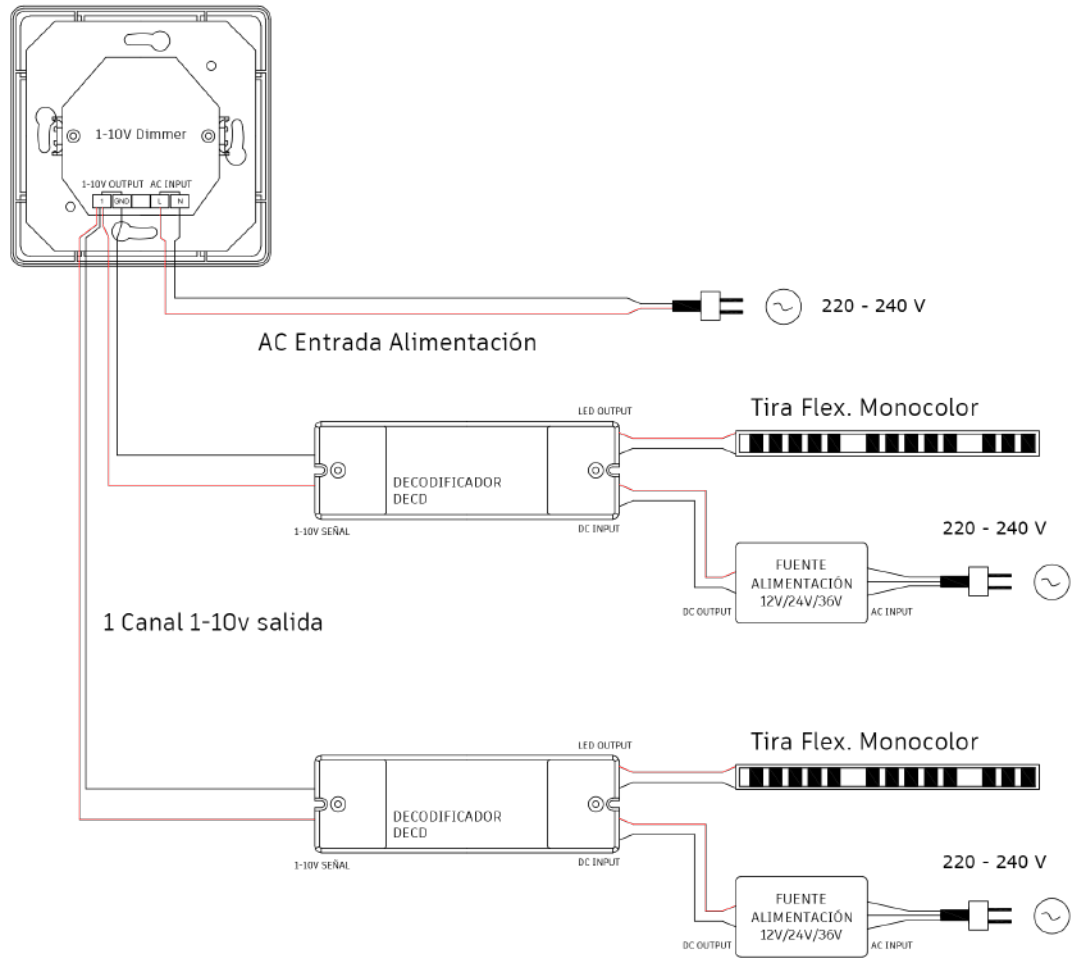 1-10V Dimmer
1-10V OUTPUT AC INPUT
1 GND L N
220 - 240 V
AC Entrada Alimentación
LED OUTPUT
Tira Flex. Monocolor
DECODIFICADOR
DECD
1-10V SEÑAL
DC INPUT
220 - 240 V
FUENTE
ALIMENTACIÓN
12V/24V/36V
DC OUTPUT
AC INPUT
1 Canal 1-10v salida
LED OUTPUT
Tira Flex. Monocolor
DECODIFICADOR
DECD
1-10V SEÑAL
DC INPUT
220 - 240 V
FUENTE
ALIMENTACIÓN
12V/24V/36V
DC OUTPUT
AC INPUT